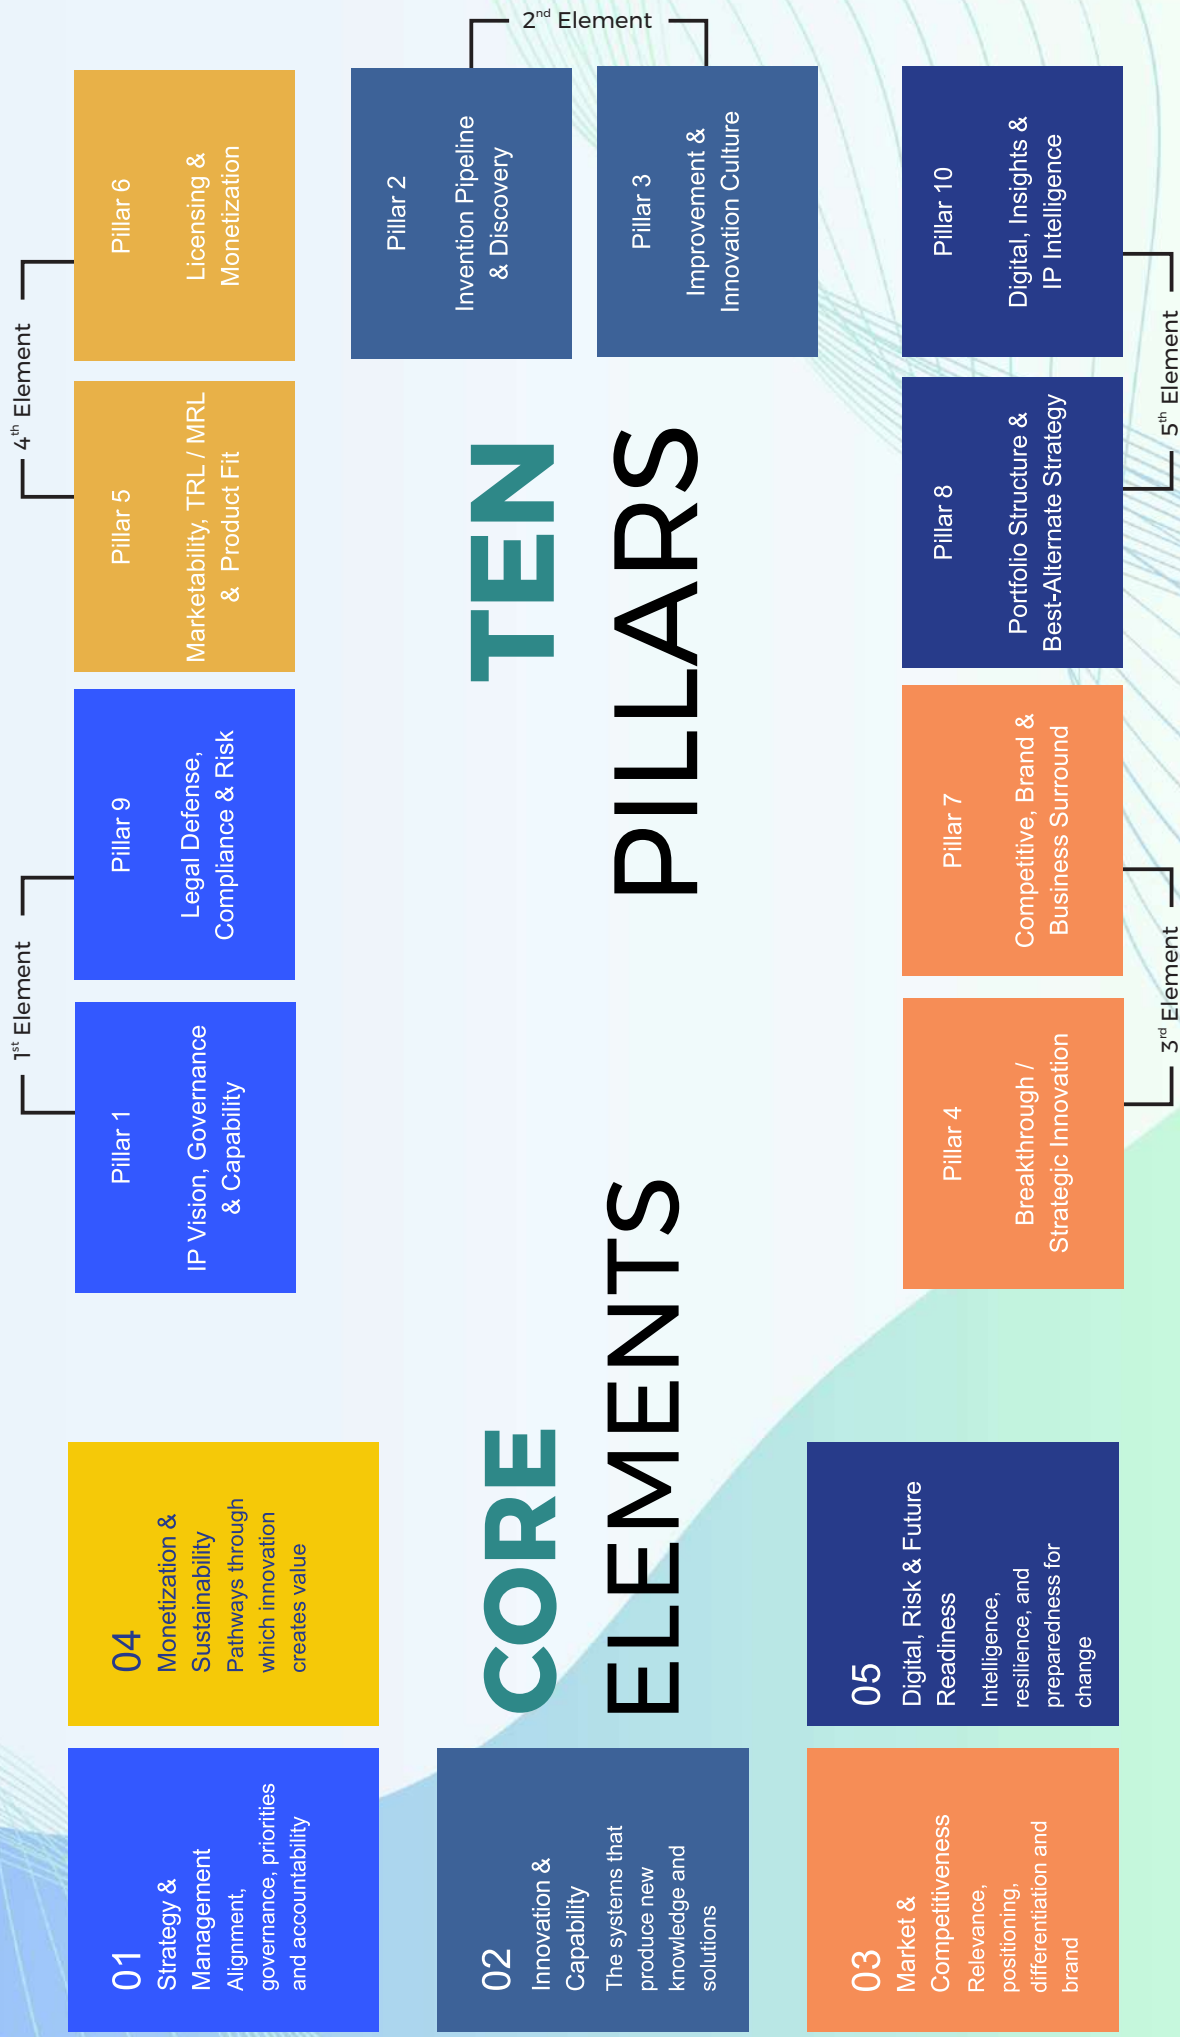 01
Strategy &
Management
Alignment,
governance, priorities
and accountability
04
Monetization &
Sustainability
Pathways through
which innovation
creates value
02
Innovation &
Capability
The systems that
produce new
knowledge and
solutions
CORE
ELEMENTS
03
Market &
Competitiveness
Relevance,
positioning,
differentiation and
brand
05
Digital, Risk & Future
Readiness
Intelligence,
resilience, and
preparedness for
change
1st Element
Pillar 1
IP Vision, Governance
& Capability
Pillar 9
Legal Defense,
Compliance & Risk
4th Element
Pillar 5
Marketability, TRL / MRL
& Product Fit
Pillar 6
Licensing &
Monetization
TEN
PILLARS
2nd Element
Pillar 2
Invention Pipeline
& Discovery
Pillar 3
Improvement &
Innovation Culture
Pillar 4
Breakthrough /
Strategic Innovation
Pillar 7
Competitive, Brand &
Business Surround
3rd Element
Pillar 8
Portfolio Structure &
Best-Alternate Strategy
Pillar 10
Digital, Insights &
IP Intelligence
5th Element